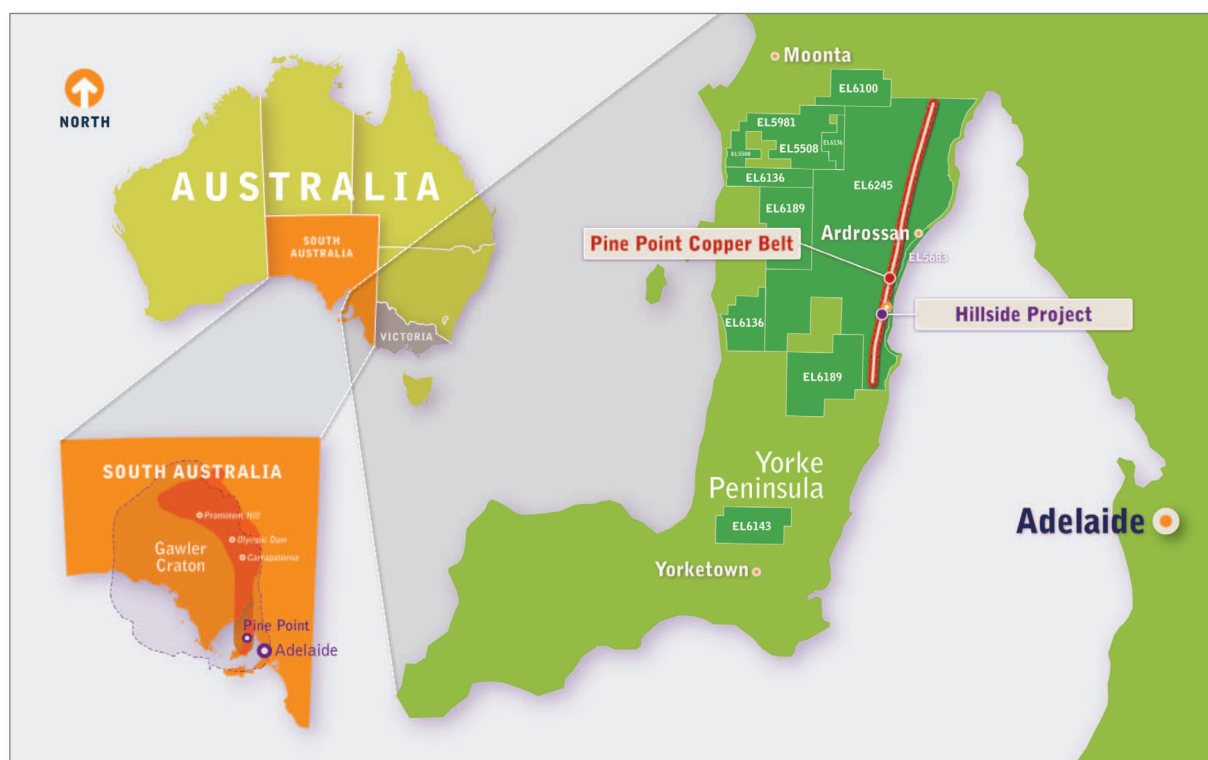 NORTH
AUSTRALIA
SOUTH
AUSTRALIA
VICTORIA
SOUTH AUSTRALIA
Prominent Hill
Olympic Dam
Carrapateena
Gawler
Craton
Pine Point
Adelaide
Moonta
EL6100
EL5981
EL5508
EL6136
EL5508
EL6136
EL6245
EL6189
Ardrossan
Pine Point Copper Belt
EL5683
Hillside Project
EL6136
EL6189
Yorke
Peninsula
EL6143
Yorketown
Adelaide